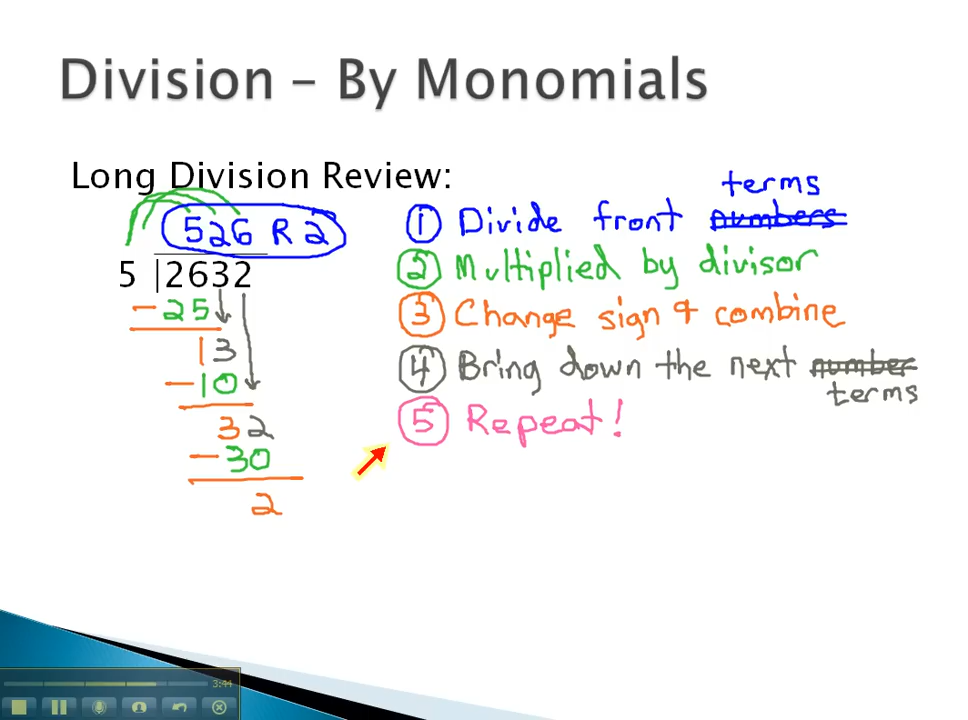 Division – By Monomials
Long Division Review:
terms
526 R 2
① Divide front numbers
5 |2632
② Multiplied by divisor
-25
③ Change sign & combine
13
④ Bring down the next number
terms
-10
32
⑤ Repeat!
-30
2
3:44